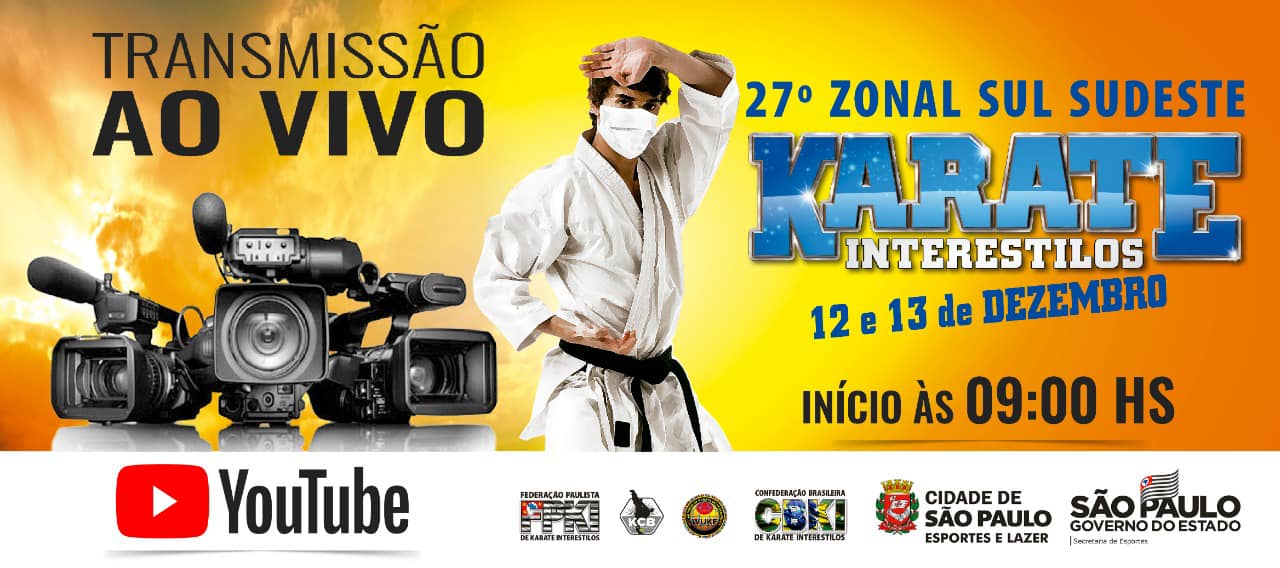 TRANSMISSÃO
AO VIVO
27º ZONAL SUL SUDESTE
KARATE
INTERESTILOS
12 e 13 de DEZEMBRO
INÍCIO ÀS 09:00 HS
YouTube
FEDERAÇÃO PAULISTA
FPKI
DE KARATE INTERESTILOS
KCB
WUKF
CONFEDERAÇÃO BRASILEIRA
CBKI
DE KARATE INTERESTILOS
CIDADE DE
SÃO PAULO
ESPORTES E LAZER
SÃO PAULO
GOVERNO DO ESTADO
Secretaria de Esportes